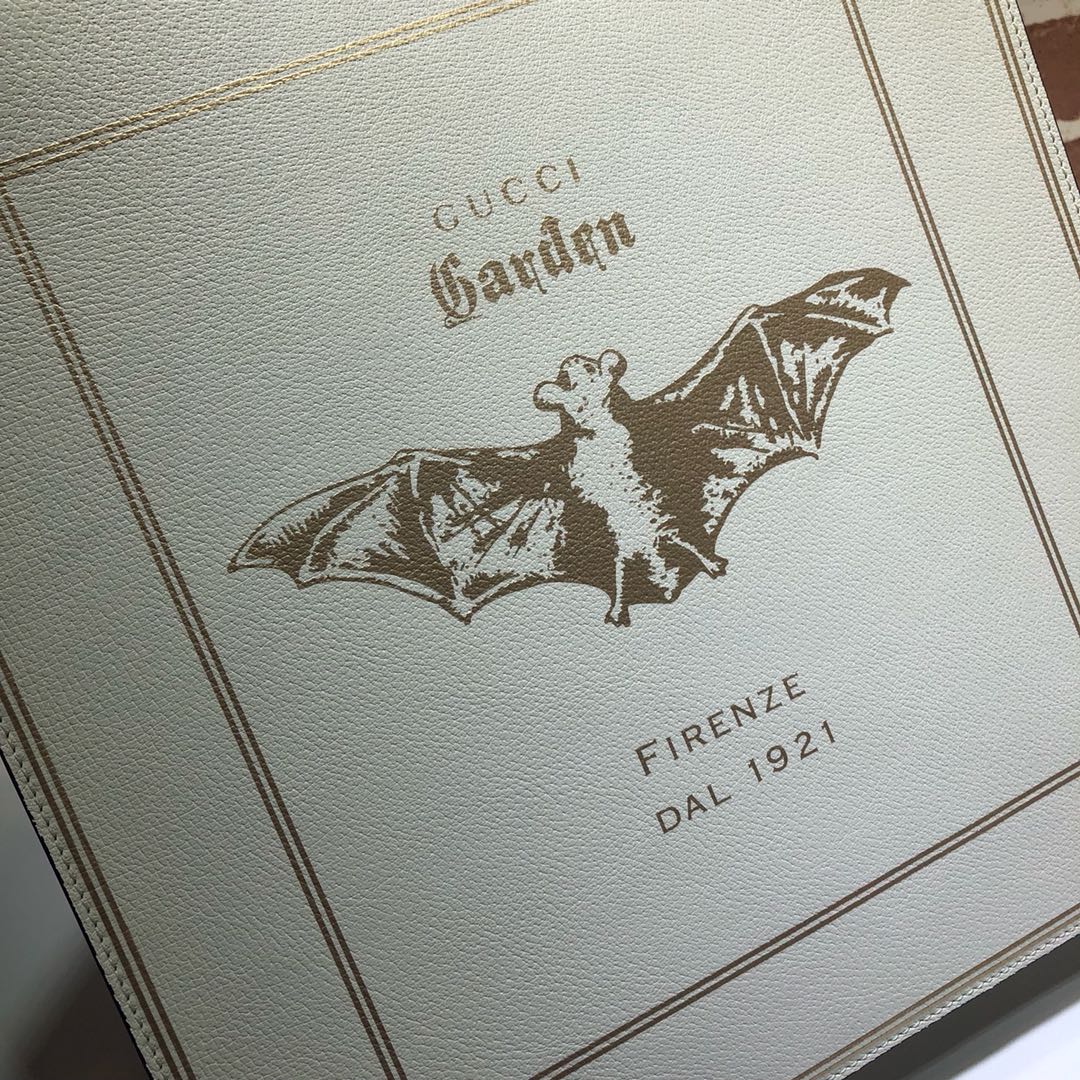 GUCCI
Garden
FIRENZE
DAL 1921